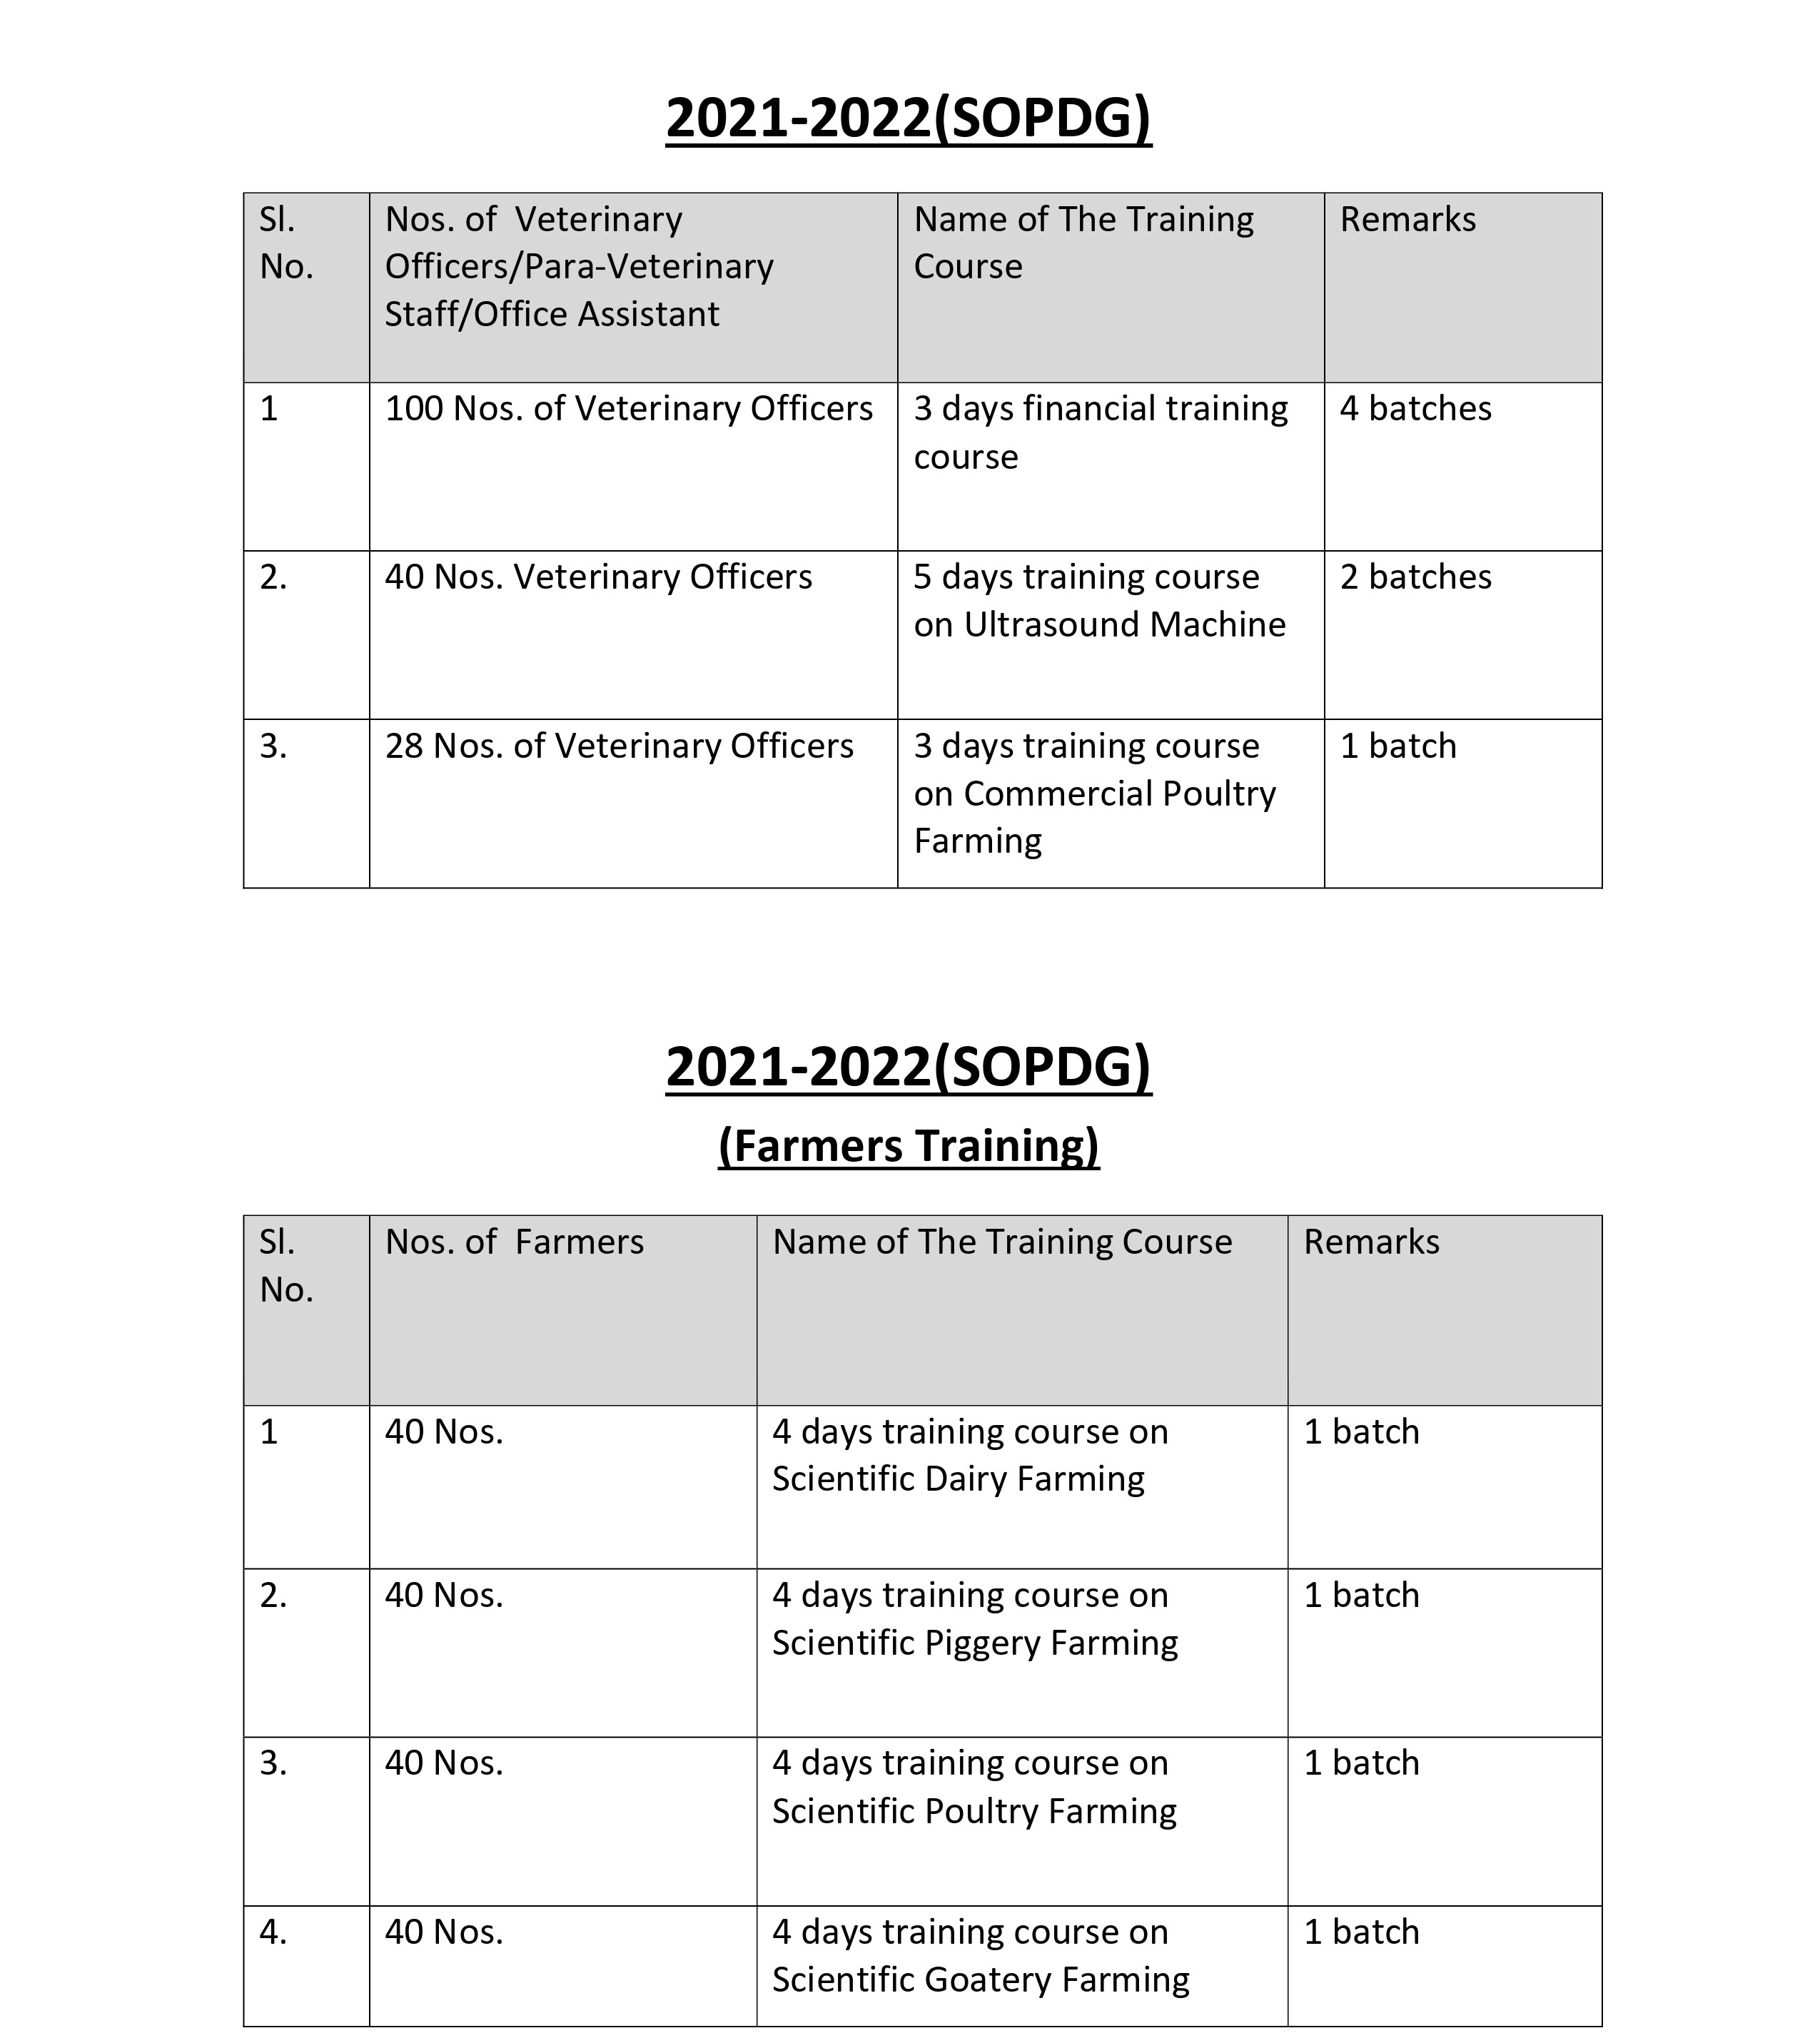 2021-2022(SOPDG)
Sl. No. Nos. of Veterinary Officers/Para-Veterinary Staff/Office Assistant Name of The Training Course Remarks
1 100 Nos. of Veterinary Officers 3 days financial training course 4 batches
2. 40 Nos. Veterinary Officers 5 days training course on Ultrasound Machine 2 batches
3. 28 Nos. of Veterinary Officers 3 days training course on Commercial Poultry Farming 1 batch
2021-2022(SOPDG)
(Farmers Training)
Sl. No. Nos. of Farmers Name of The Training Course Remarks
1 40 Nos. 4 days training course on Scientific Dairy Farming 1 batch
2. 40 Nos. 4 days training course on Scientific Piggery Farming 1 batch
3. 40 Nos. 4 days training course on Scientific Poultry Farming 1 batch
4. 40 Nos. 4 days training course on Scientific Goatery Farming 1 batch